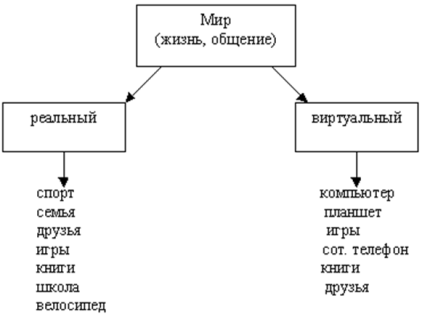 Мир
(жизнь, общение)
реальный
виртуальный
спорт
семья
друзья
игры
книги
школа
велосипед
компьютер
планшет
игры
сот. телефон
книги
друзья